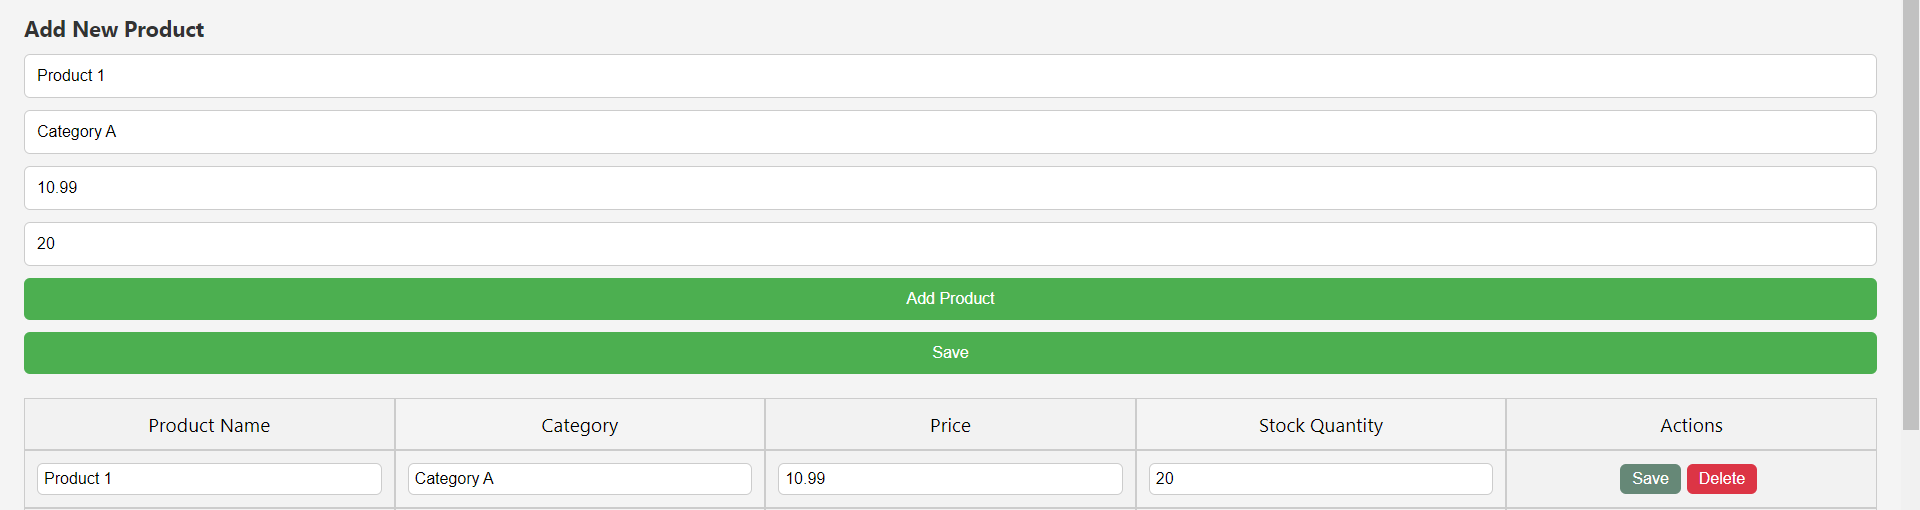 Add New Product
Product 1
Category A
10.99
20
Add Product
Save
Product Name Category Price Stock Quantity Actions
Product 1 Category A 10.99 20 Save Delete